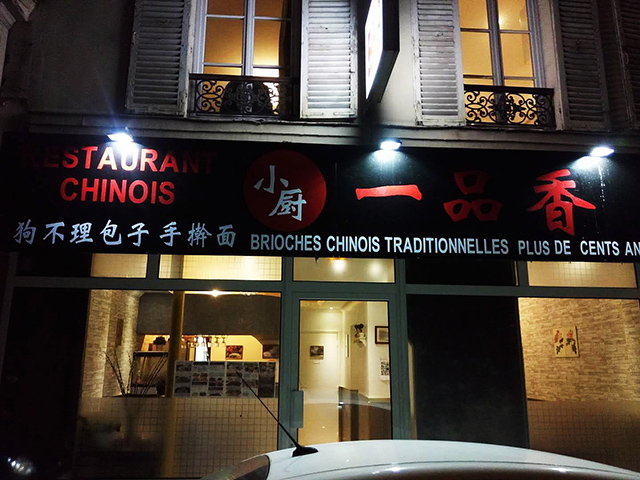 RESTAURANT
CHINOIS
小厨
一品香
狗不理包子手擀面
BRIOCHES CHINOIS TRADITIONNELLES PLUS DE CENTS AN